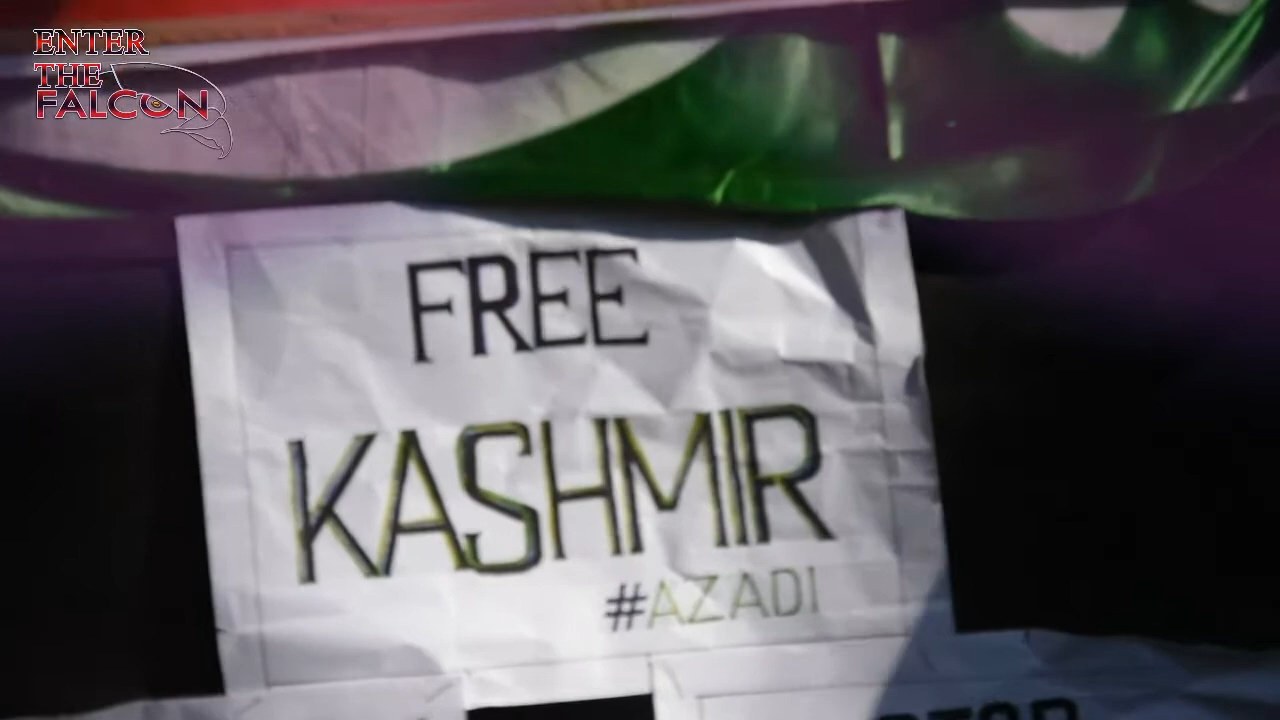 ENTER
THE
FALCON
FREE
KASHMIR
#AZADI